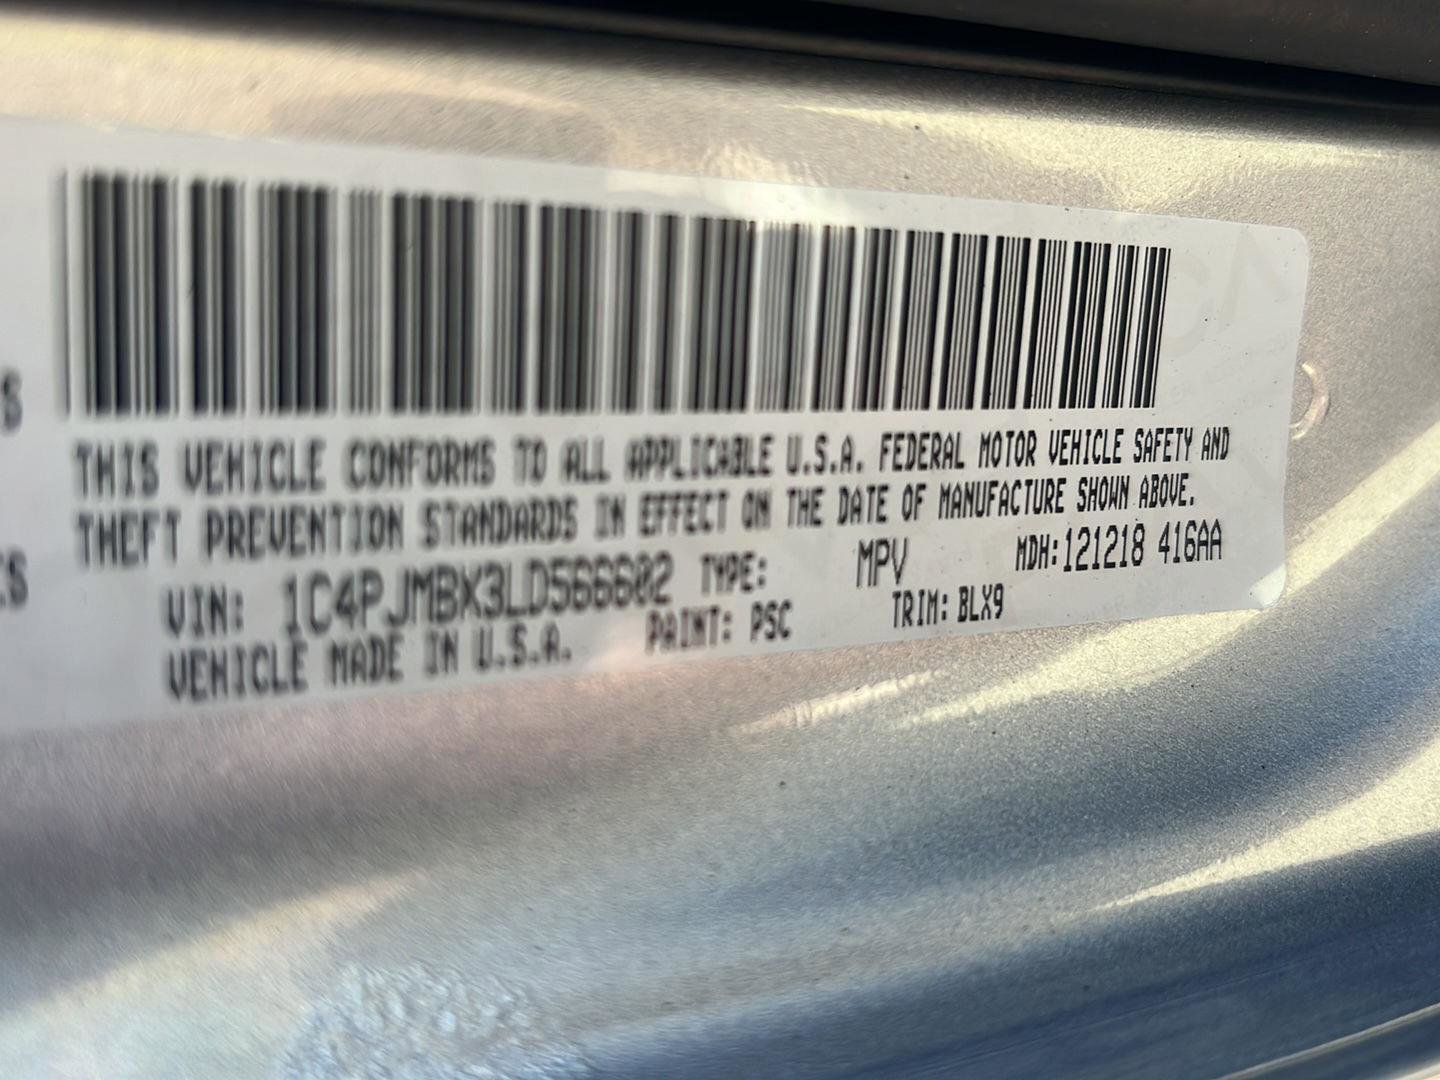 S
THIS VEHICLE CONFORMS TO ALL APPLICABLE U.S.A. FEDERAL MOTOR VEHICLE SAFETY AND
ES
THEFT PREVENTION STANDARDS IN EFFECT ON THE DATE OF MANUFACTURE SHOWN ABOVE.
VIN: 1C4PJMBX3LD566602 TYPE: MPV MDH:121218 416AA
VEHICLE MADE IN U.S.A. PAINT: PSC TRIM: BLX9